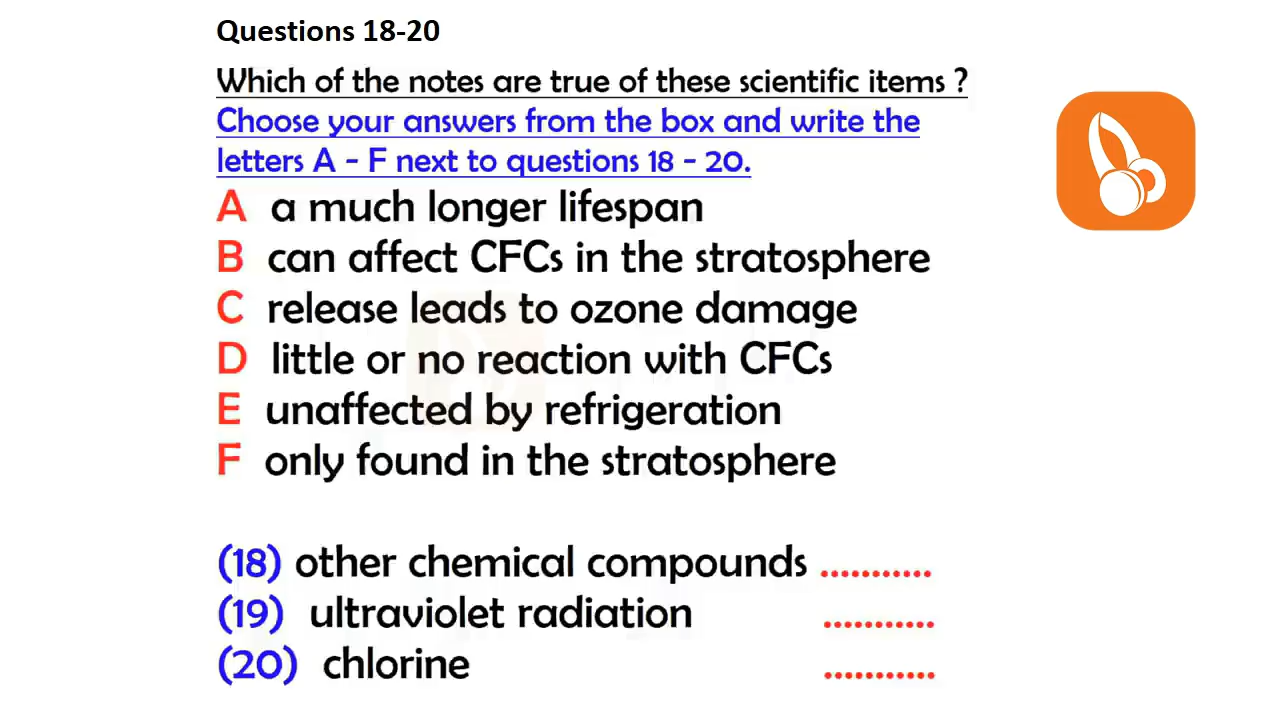 Questions 18-20
Which of the notes are true of these scientific items ?
Choose your answers from the box and write the
letters A - F next to questions 18 - 20.
A a much longer lifespan
B can affect CFCs in the stratosphere
C release leads to ozone damage
D little or no reaction with CFCs
E unaffected by refrigeration
F only found in the stratosphere
(18) other chemical compounds ...........
(19) ultraviolet radiation ...........
(20) chlorine ...........